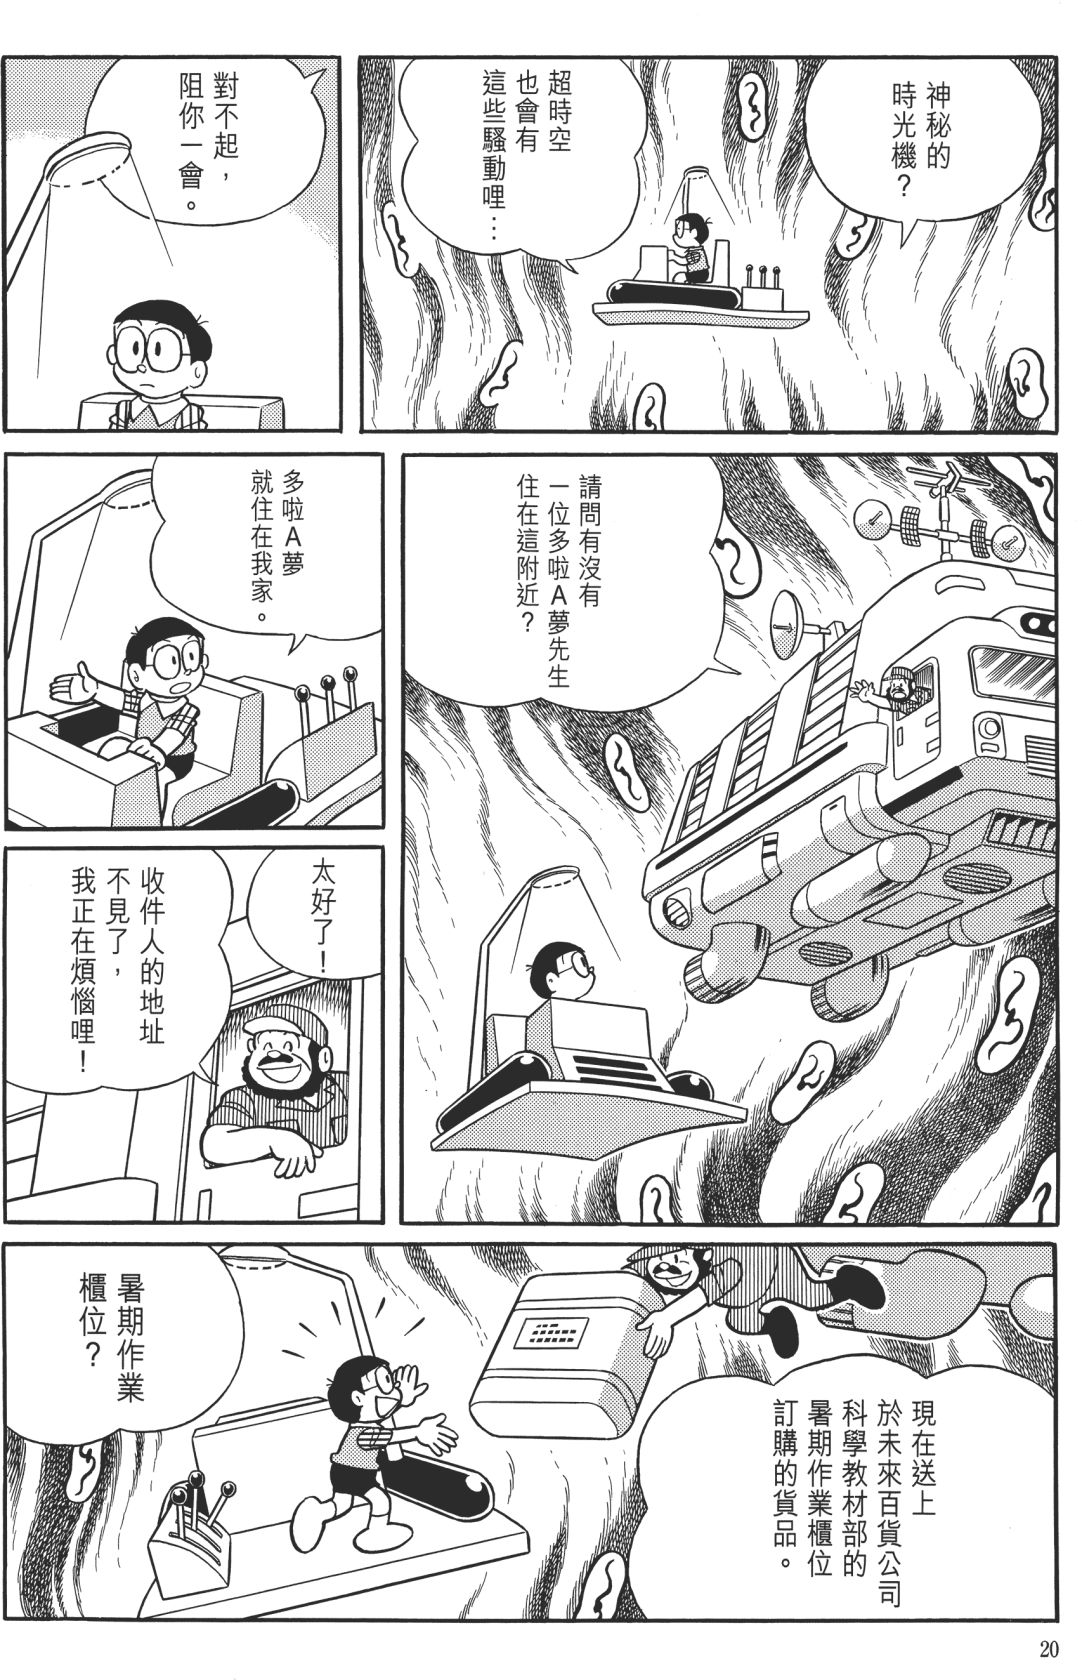 神秘的
時光機？
超時空
也會有
這些騷動哩…
對不起，
阻你一會。
請問有沒有
一位多啦A夢先生
住在這附近？
多啦A夢
就住在我家。
太好了！
收件人的地址
不見了，
我正在煩惱哩！
現在送上
於未來百貨公司
科學教材部的
暑期作業櫃位
訂購的貨品。
暑期作業
櫃位？
20